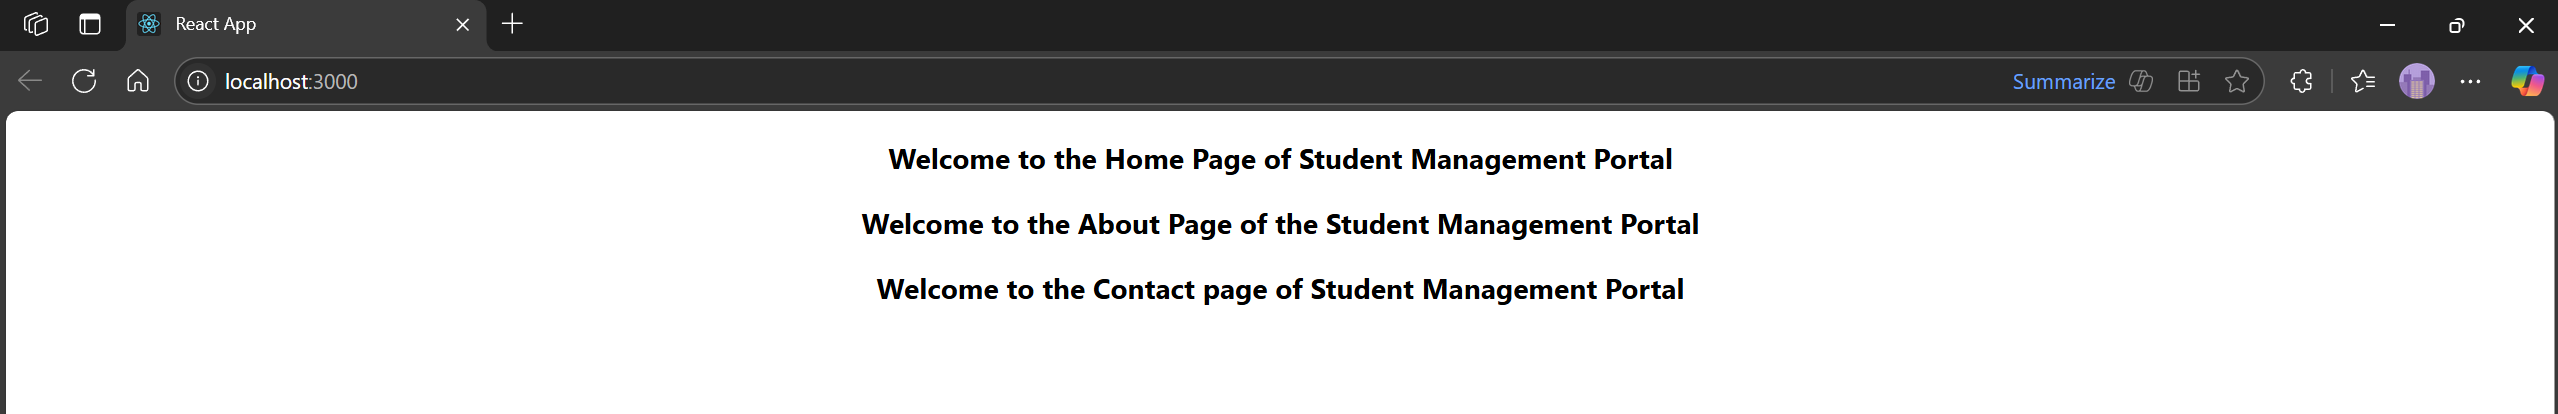 React App
localhost:3000
Summarize
Welcome to the Home Page of Student Management Portal
Welcome to the About Page of the Student Management Portal
Welcome to the Contact page of Student Management Portal